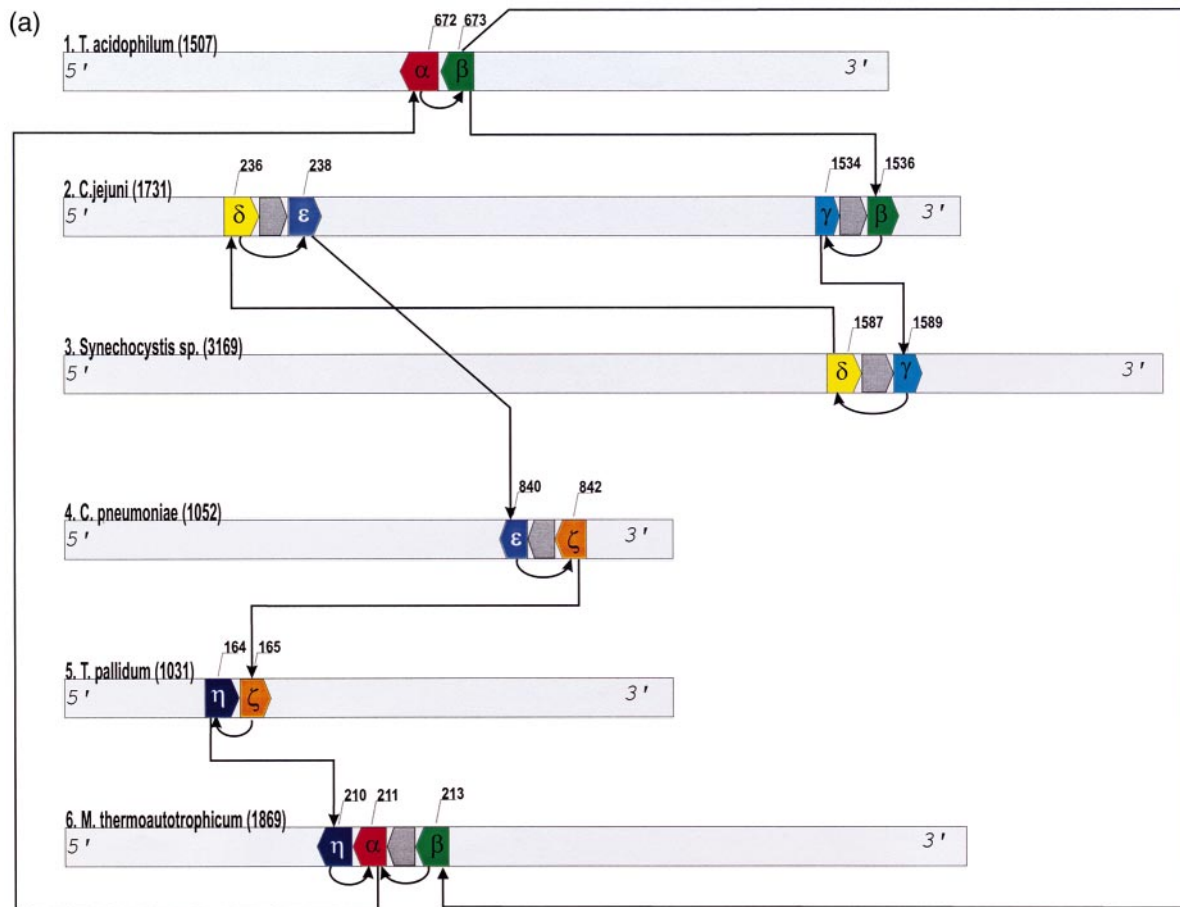 (a)
672 673
1. T. acidophilum (1507)
5' α β 3'
236 238 1534 1536
2. C.jejuni (1731)
5' δ ε γ β 3'
1587 1589
3. Synechocystis sp. (3169)
5' δ γ 3'
840 842
4. C. pneumoniae (1052)
5' ε ζ 3'
164 165
5. T. pallidum (1031)
5' η ζ 3'
210 211 213
6. M. thermoautotrophicum (1869)
5' η α β 3'